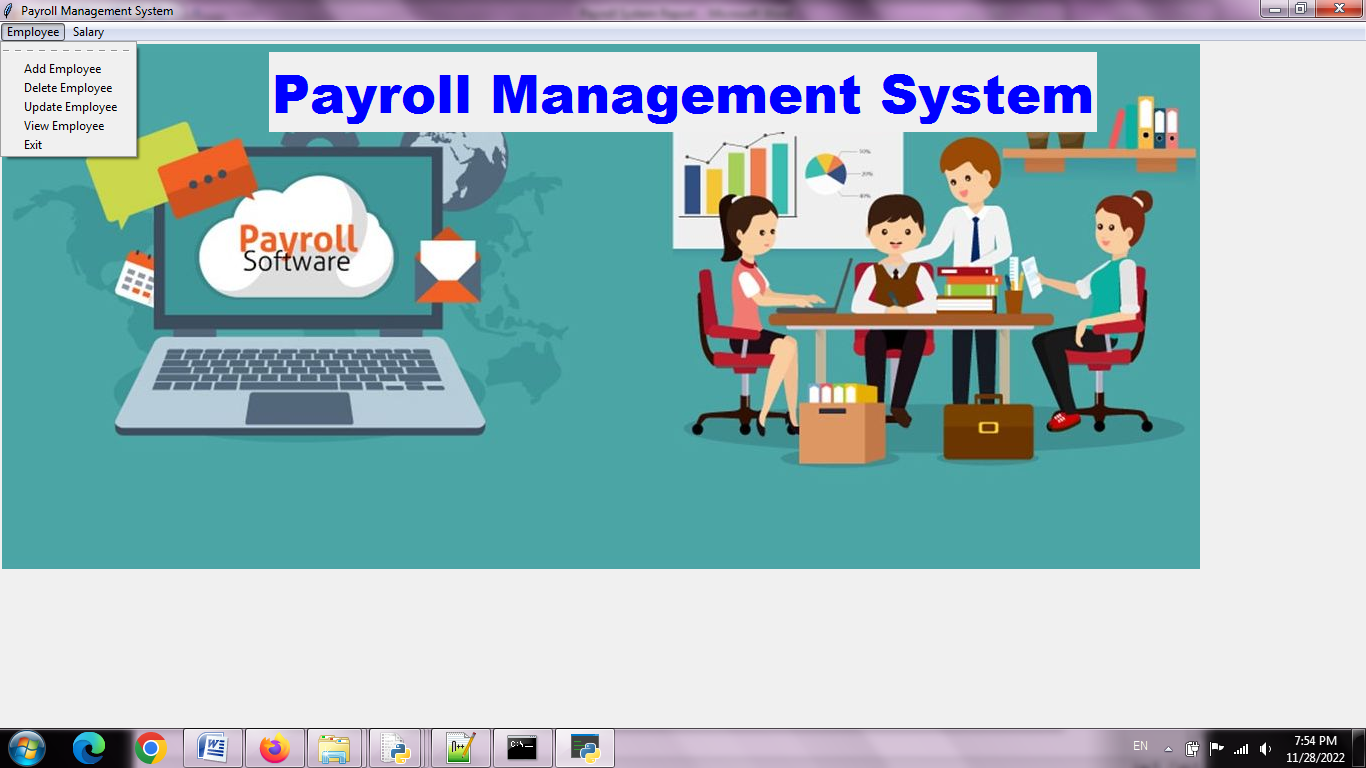 Payroll Management System
Employee Salary
Add Employee
Delete Employee
Update Employee
View Employee
Exit
Payroll Management System
Payroll
Software
EN
7:54 PM
11/28/2022